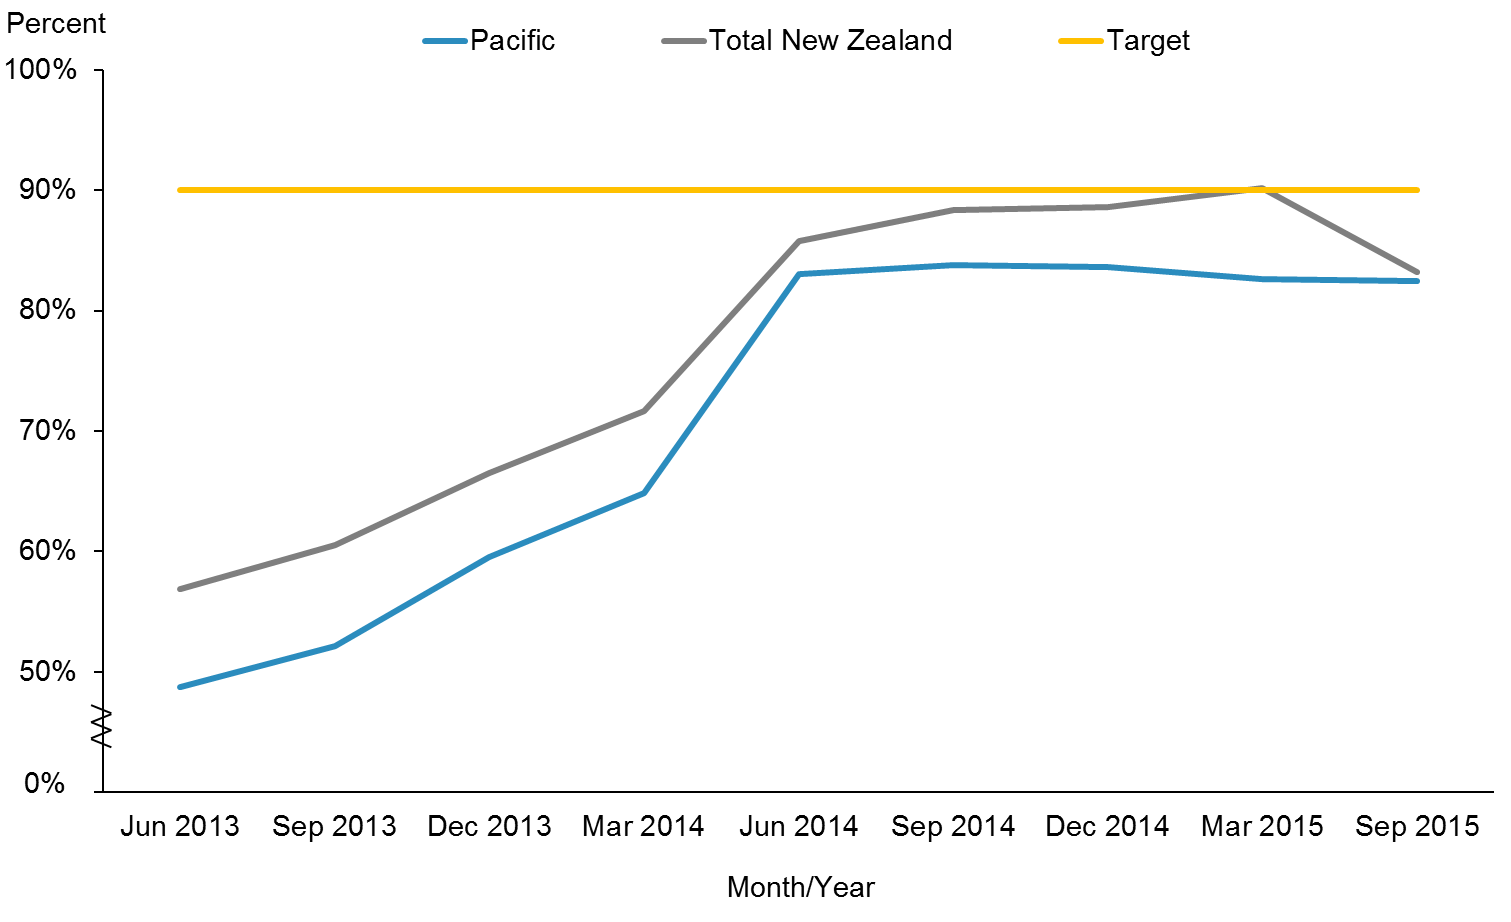 Percent
Pacific Total New Zealand Target
100%
90%
80%
70%
60%
50%
0%
Jun 2013 Sep 2013 Dec 2013 Mar 2014 Jun 2014 Sep 2014 Dec 2014 Mar 2015 Sep 2015
Month/Year